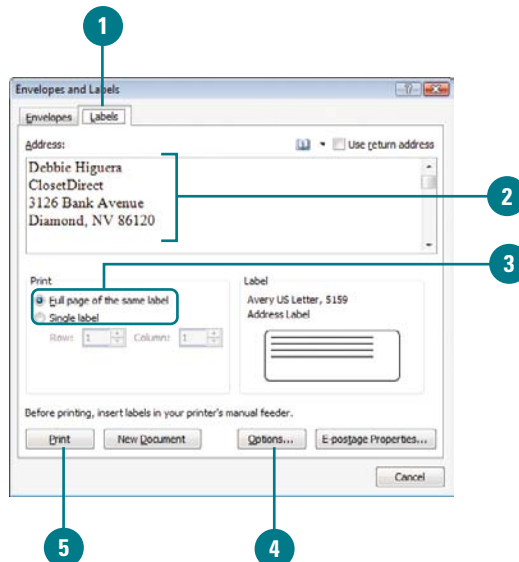 1
Envelopes and Labels
Envelopes Labels
Address: Use return address
Debbie Higuera
ClosetDirect
3126 Bank Avenue
Diamond, NV 86120
2
3
Print
Full page of the same label
Single label
Row: 1 Column: 1
Label
Avery US Letter, 5159
Address Label
Before printing, insert labels in your printer's manual feeder.
Print New Document Options... E-postage Properties...
Cancel
5 4